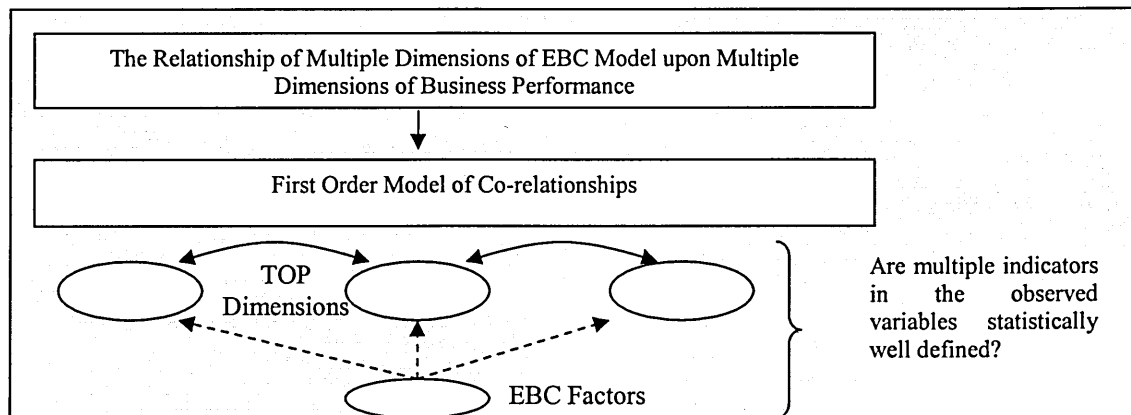 The Relationship of Multiple Dimensions of EBC Model upon Multiple
Dimensions of Business Performance
First Order Model of Co-relationships
TOP
Dimensions
EBC Factors
Are multiple indicators
in the observed
variables statistically
well defined?